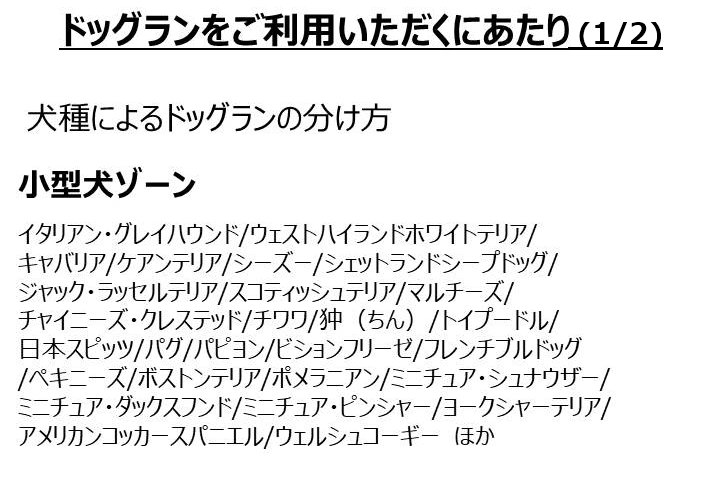 ドッグランをご利用いただくにあたり(1/2)
犬種によるドッグランの分け方
小型犬ゾーン
イタリアン・グレイハウンド/ウェストハイランドホワイトテリア/
キャバリア/ケアンテリア/シーズー/シェットランドシープドッグ/
ジャック・ラッセルテリア/スコティッシュテリア/マルチーズ/
チャイニーズ・クレステッド/チワワ/狆（ちん）/トイプードル/
日本スピッツ/パグ/パピヨン/ビションフリーゼ/フレンチブルドッグ
/ペキニーズ/ボストンテリア/ポメラニアン/ミニチュア・シュナウザー/
ミニチュア・ダックスフンド/ミニチュア・ピンシャー/ヨークシャーテリア/
アメリカンコッカースパニエル/ウェルシュコーギー ほか